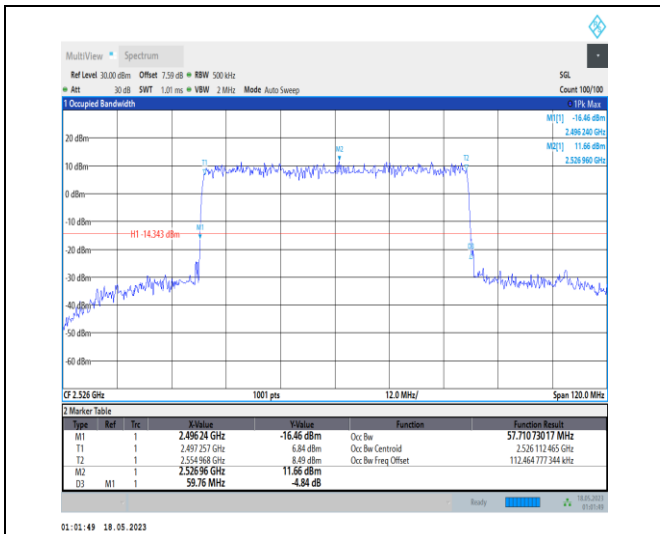 MultiView Spectrum
Ref Level 30.00 dBm Offset 7.59 dB RBW 500 kHz SGL
Att 30 dB SWT 1.01 ms VBW 2 MHz Mode Auto Sweep Count 100/100
1 Occupied Bandwidth 1Pk Max
M1[1] -16.46 dBm
2.496 240 GHz
M2[1] 11.66 dBm
2.526 960 GHz
20 dBm
M2
T1
T2
10 dBm
0 dBm
-10 dBm
M1
H1 -14.343 dBm
-20 dBm
-30 dBm
-40 dBm
-50 dBm
-60 dBm
CF 2.526 GHz 1001 pts 12.0 MHz/ Span 120.0 MHz
2 Marker Table
Type Ref Trc X-Value Y-Value Function Function Result
M1 1 2.496 24 GHz -16.46 dBm Occ Bw 57.710 730 17 MHz
T1 1 2.497 257 GHz 6.84 dBm Occ Bw Centroid 2.526 112 465 GHz
T2 1 2.554 968 GHz 8.49 dBm Occ Bw Freq Offset 112.464 777 344 kHz
M2 1 2.526 96 GHz 11.66 dBm
D3 M1 1 59.76 MHz -4.84 dB
Ready 18.05.2023
01:01:49
01:01:49 18.05.2023